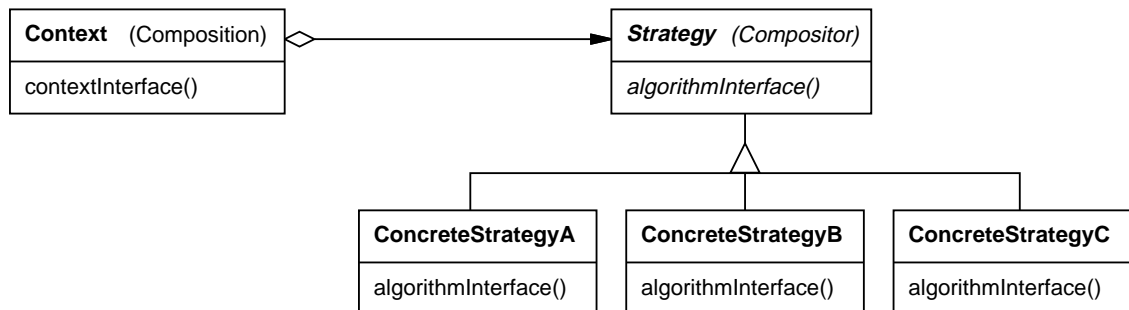 Context (Composition)
contextInterface()
Strategy (Compositor)
algorithmInterface()
ConcreteStrategyA
algorithmInterface()
ConcreteStrategyB
algorithmInterface()
ConcreteStrategyC
algorithmInterface()